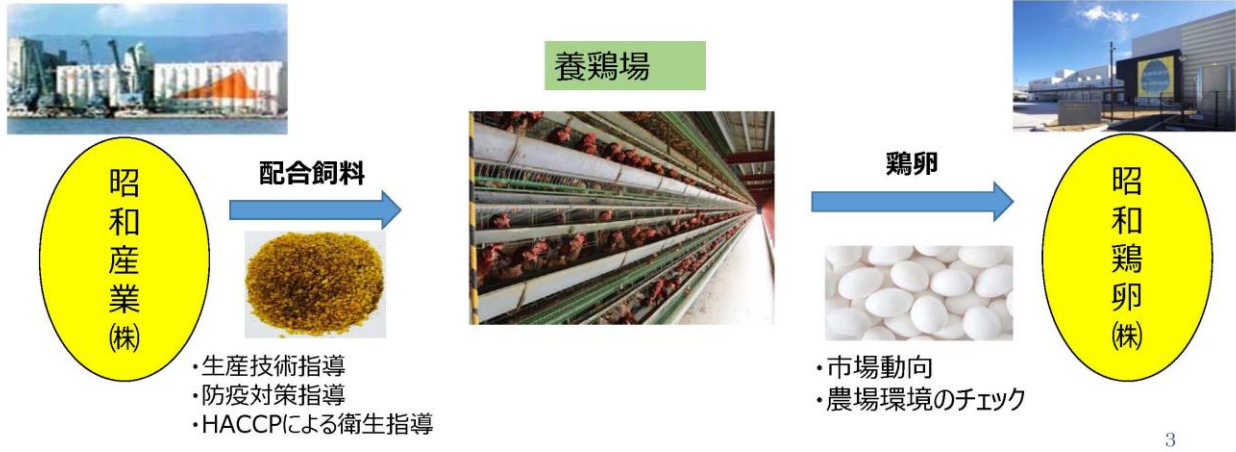 養鶏場
昭和産業㈱
配合飼料
・生産技術指導
・防疫対策指導
・HACCPによる衛生指導
鶏卵
・市場動向
・農場環境のチェック
昭和鶏卵㈱
3